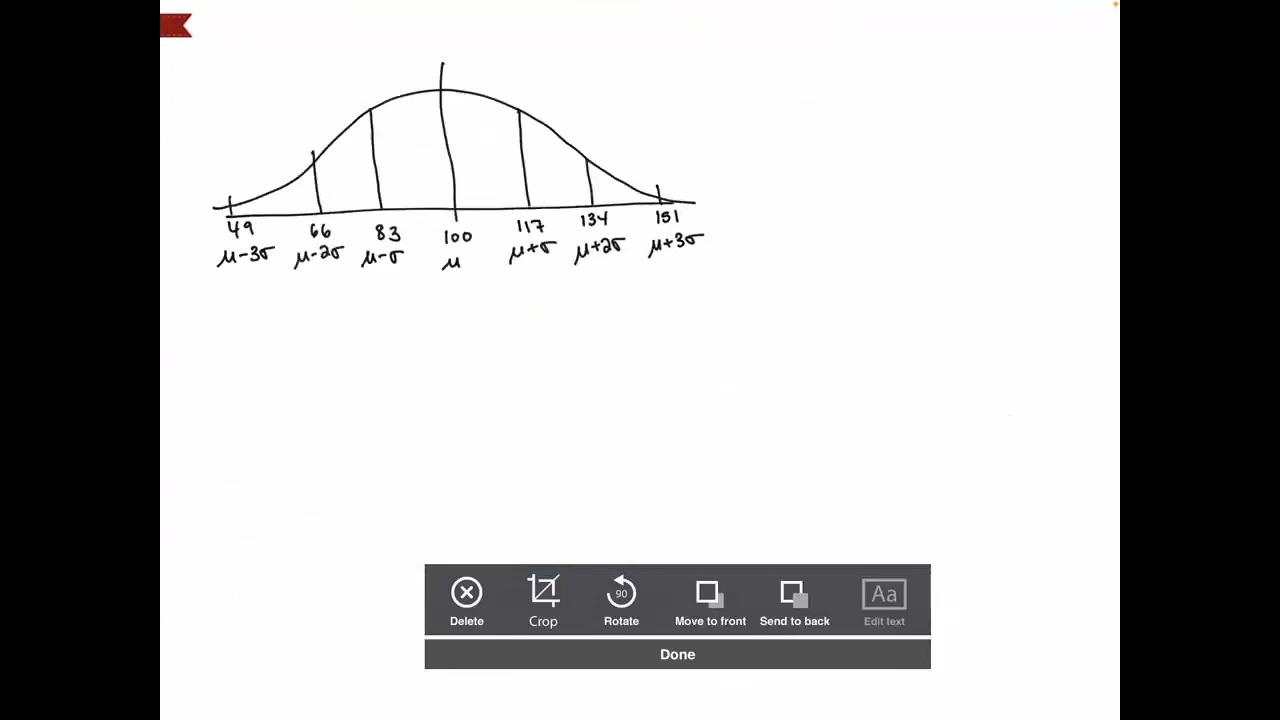 49 66 83 100 117 134 151
μ-3σ μ-2σ μ-σ μ μ+σ μ+2σ μ+3σ
90 Aa
Delete Crop Rotate Move to front Send to back Edit text
Done